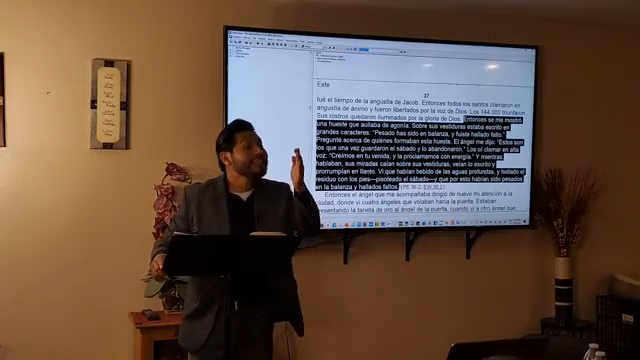 Este
37
fué el tiempo de la angustia de Jacob. Entonces todos los santos clamaron en
angustia de ánimo y fueron libertados por la voz de Dios. Los 144.000 triunfaron.
Sus rostros quedaron iluminados por la gloria de Dios. Entonces se me mostró
una hueste que aullaba de agonía. Sobre sus vestiduras estaba escrito en
grandes caracteres: "Pesado has sido en balanza, y fuiste hallado falto."
Pregunté acerca de quiénes formaban esta hueste. El ángel me dijo: "Estos son
los que una vez guardaron el sábado y lo abandonaron." Los oí clamar en alta
voz: "Creímos en tu venida, y la proclamamos con energía." Y mientras
hablaban, sus miradas caían sobre sus vestiduras, veían lo escrito y
prorrumpían en llanto. Vi que habían bebido de las aguas profundas, y hollado el
residuo con los pies—pisoteado el sábado—y que por esto habían sido pesados
en la balanza y hallados faltos. {PE 36.2; EW.36.2}
Entonces el ángel que me acompañaba dirigió de nuevo mi atención a la
ciudad, donde vi cuatro ángeles que volaban hacia la puerta. Estaban
presentando la tarjeta de oro al ángel de la puerta, cuando vi a otro ángel que